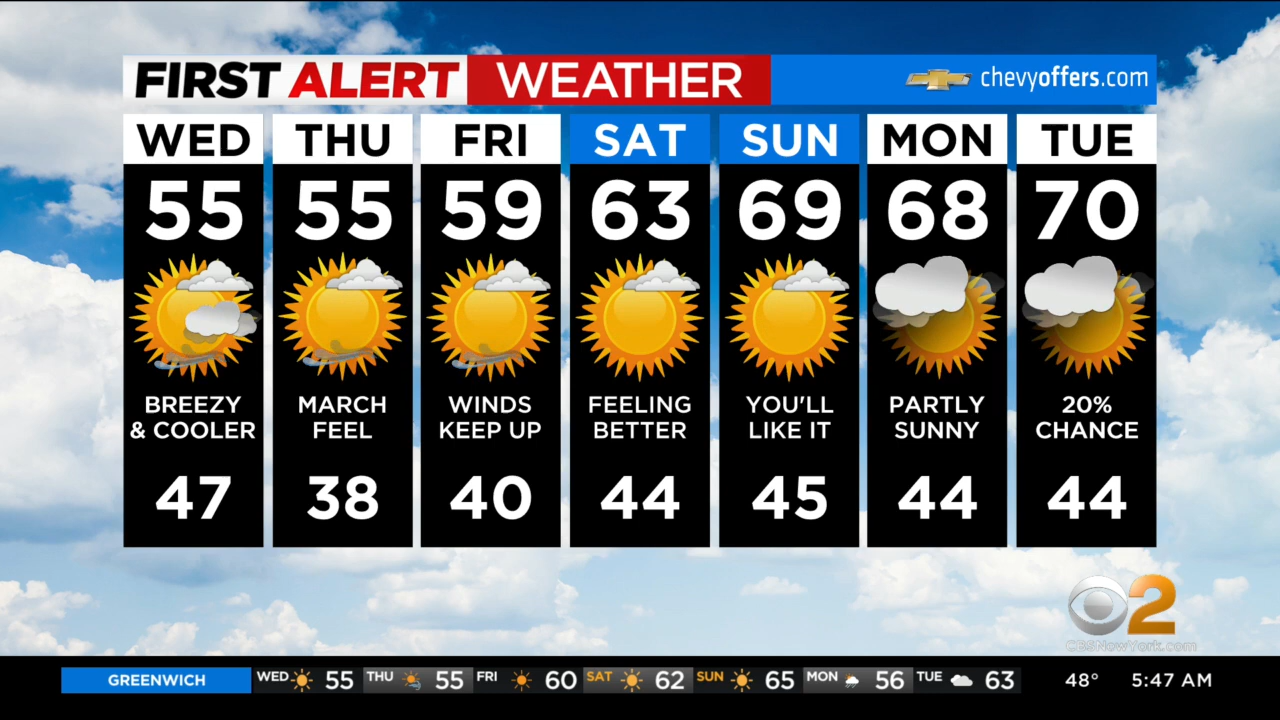 FIRST ALERT WEATHER
chevyoffers.com
WED THU FRI SAT SUN MON TUE
55 55 59 63 69 68 70
BREEZY MARCH WINDS FEELING YOU'LL PARTLY 20%
& COOLER FEEL KEEP UP BETTER LIKE IT SUNNY CHANCE
47 38 40 44 45 44 44
2
CBSNewYork.com
GREENWICH WED 55 THU 55 FRI 60 SAT 62 SUN 65 MON 56 TUE 63 48° 5:47 AM